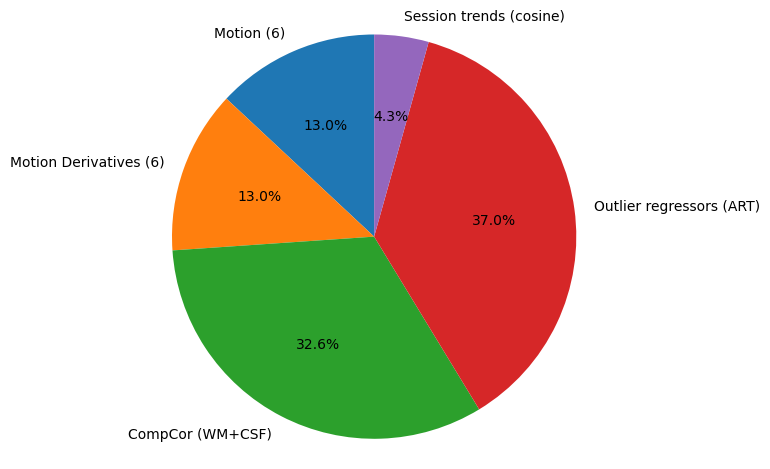 Session trends (cosine)
Motion (6)
4.3%
13.0%
Motion Derivatives (6)
13.0%
Outlier regressors (ART)
37.0%
32.6%
CompCor (WM+CSF)